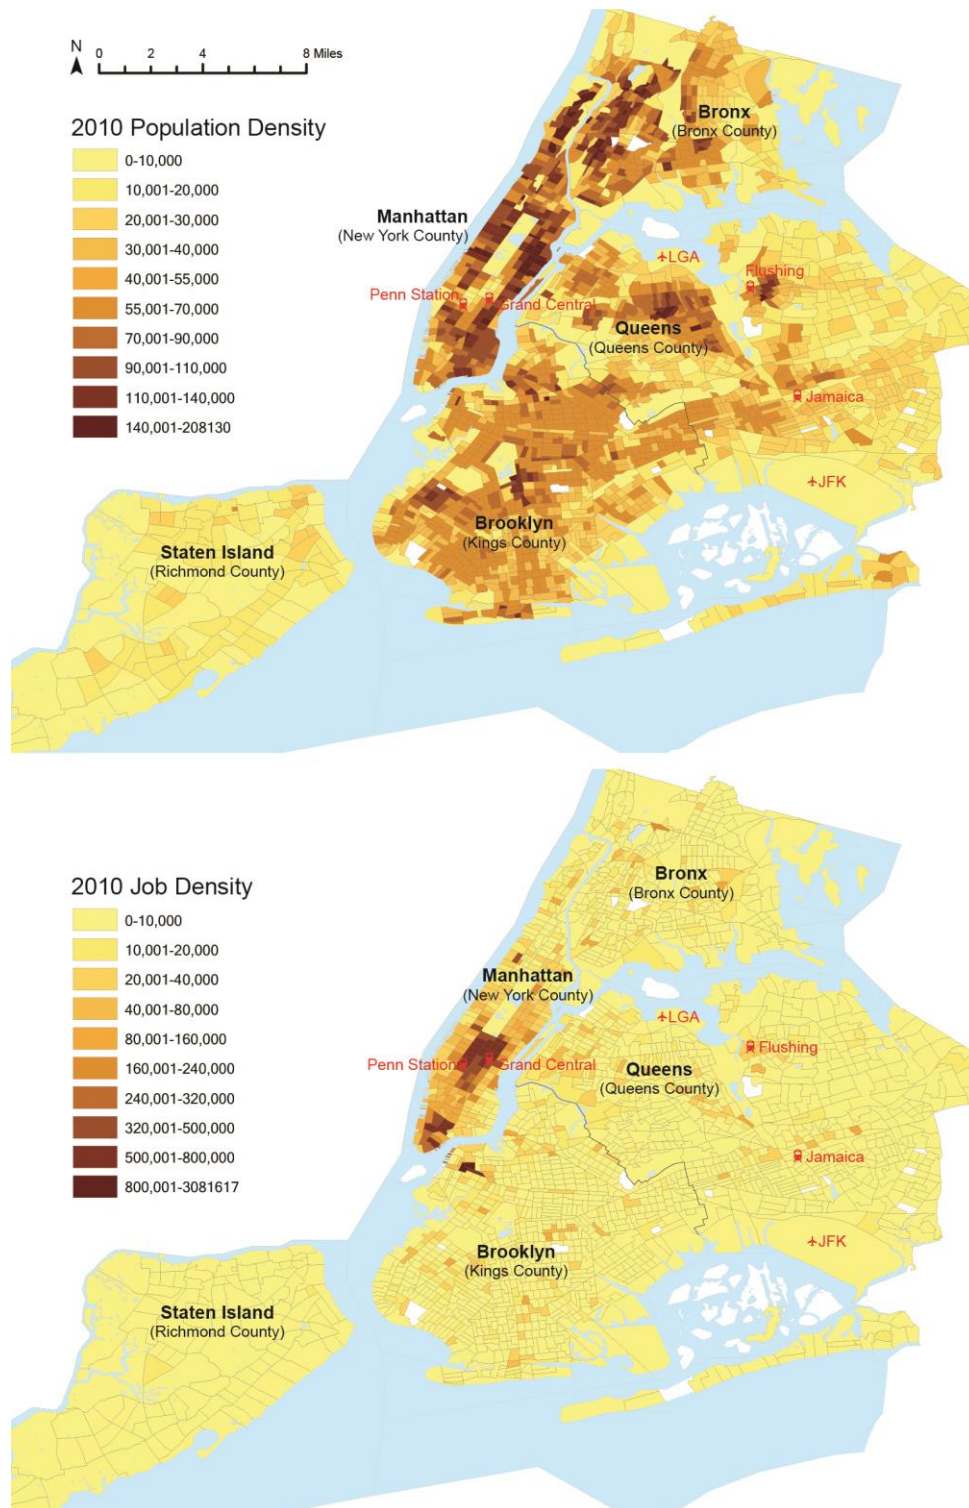 N
0 2 4 8 Miles
2010 Population Density
0-10,000
10,001-20,000
20,001-30,000
30,001-40,000
40,001-55,000
55,001-70,000
70,001-90,000
90,001-110,000
110,001-140,000
140,001-208130
Bronx
(Bronx County)
Manhattan
(New York County)
LGA
Flushing
Penn Station
Grand Central
Queens
(Queens County)
Jamaica
JFK
Brooklyn
(Kings County)
Staten Island
(Richmond County)
2010 Job Density
0-10,000
10,001-20,000
20,001-40,000
40,001-80,000
80,001-160,000
160,001-240,000
240,001-320,000
320,001-500,000
500,001-800,000
800,001-3081617
Bronx
(Bronx County)
Manhattan
(New York County)
LGA
Flushing
Penn Station
Grand Central
Queens
(Queens County)
Jamaica
JFK
Brooklyn
(Kings County)
Staten Island
(Richmond County)